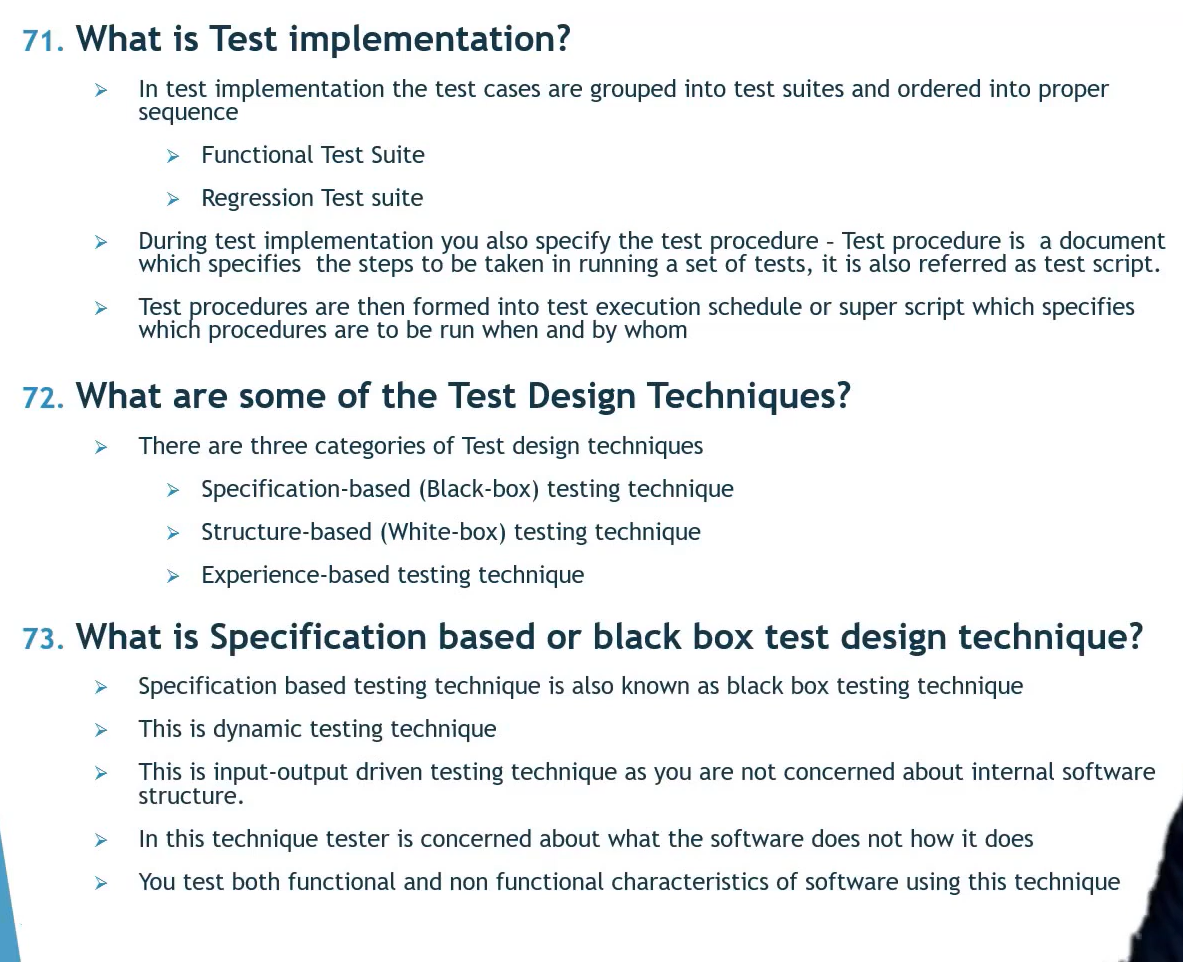 71. What is Test implementation?
In test implementation the test cases are grouped into test suites and ordered into proper
sequence
Functional Test Suite
Regression Test suite
During test implementation you also specify the test procedure - Test procedure is a document
which specifies the steps to be taken in running a set of tests, it is also referred as test script.
Test procedures are then formed into test execution schedule or super script which specifies
which procedures are to be run when and by whom
72. What are some of the Test Design Techniques?
There are three categories of Test design techniques
Specification-based (Black-box) testing technique
Structure-based (White-box) testing technique
Experience-based testing technique
73. What is Specification based or black box test design technique?
Specification based testing technique is also known as black box testing technique
This is dynamic testing technique
This is input-output driven testing technique as you are not concerned about internal software
structure.
In this technique tester is concerned about what the software does not how it does
You test both functional and non functional characteristics of software using this technique